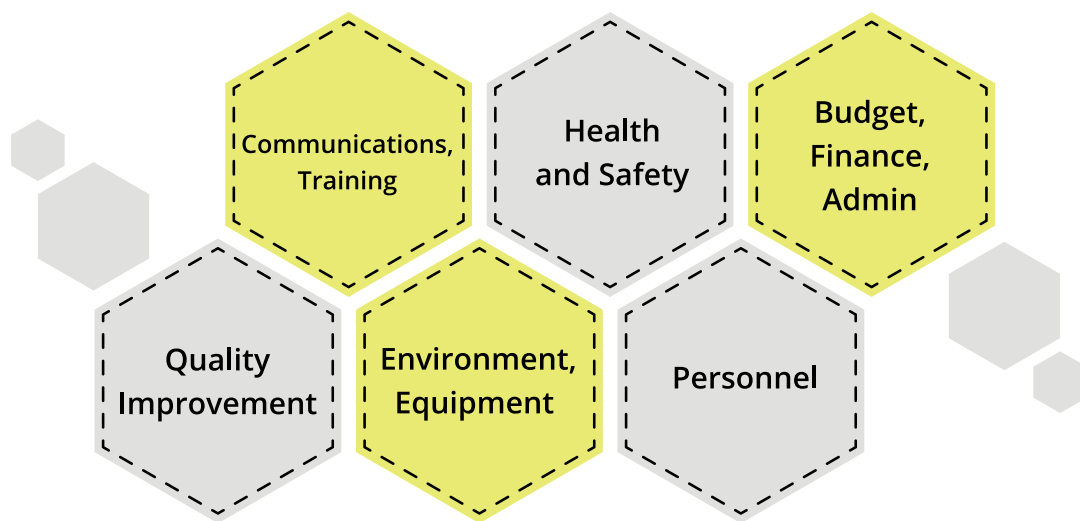 Communications,
Training
Health
and Safety
Budget,
Finance,
Admin
Quality
Improvement
Environment,
Equipment
Personnel